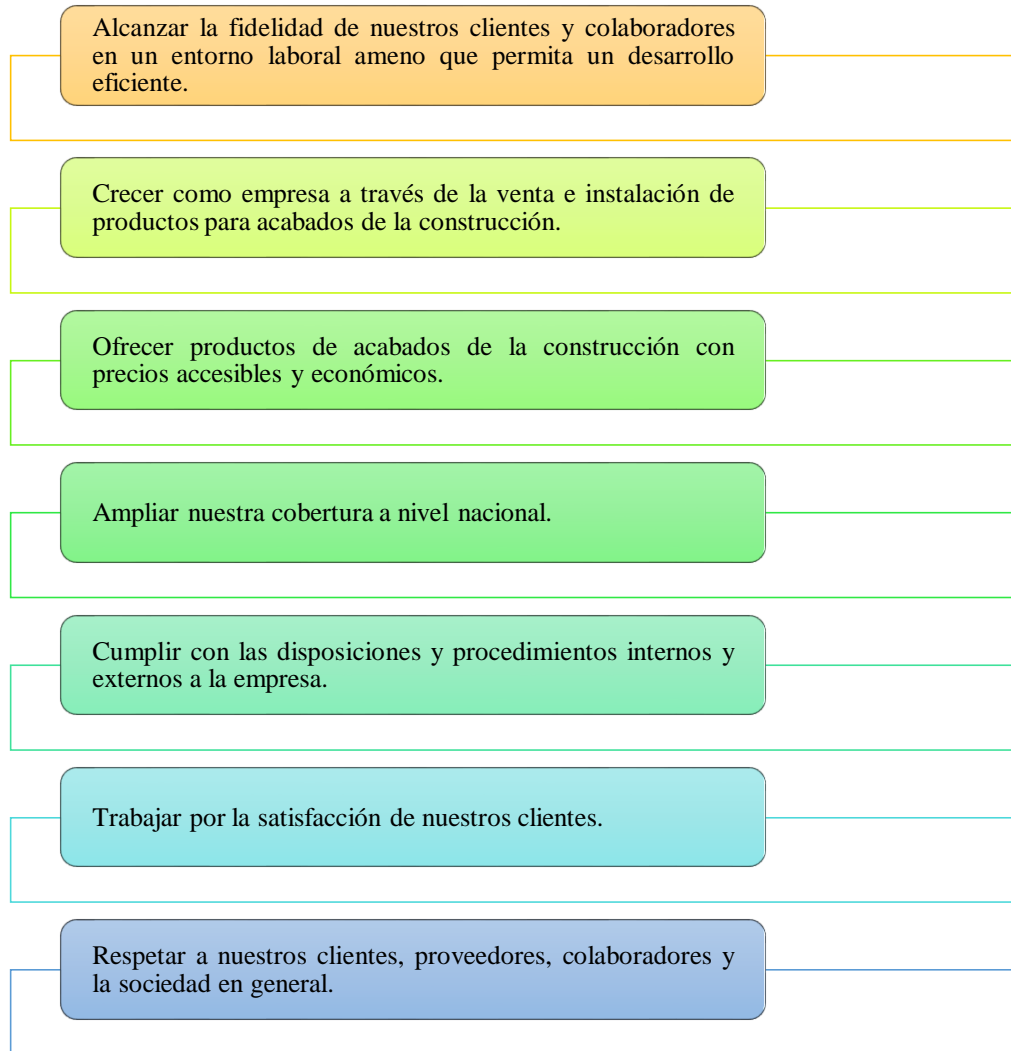 Alcanzar la fidelidad de nuestros clientes y colaboradores
en un entorno laboral ameno que permita un desarrollo
eficiente.
Crecer como empresa a través de la venta e instalación de
productos para acabados de la construcción.
Ofrecer productos de acabados de la construcción con
precios accesibles y económicos.
Ampliar nuestra cobertura a nivel nacional.
Cumplir con las disposiciones y procedimientos internos y
externos a la empresa.
Trabajar por la satisfacción de nuestros clientes.
Respetar a nuestros clientes, proveedores, colaboradores y
la sociedad en general.